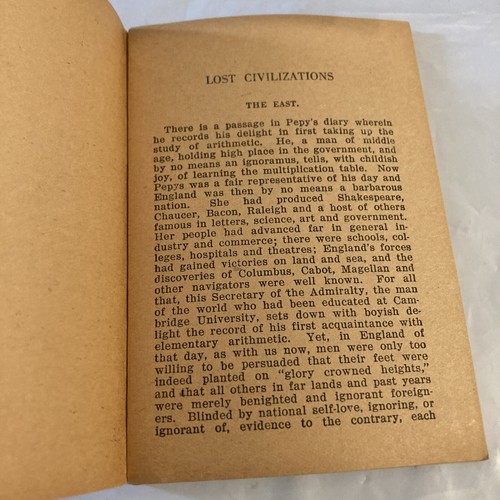 LOST CIVILIZATIONS
THE EAST.
There is a passage in Pepy's diary wherein
he records his delight in first taking up the
study of arithmetic. He, a man of middle
age, holding high place in the government, and
by no means an ignoramus, tells, with childish
joy, of learning the multiplication table. Now
Pepys was a fair representative of his day and
England was then by no means a barbarous
nation. She had produced Shakespeare,
Chaucer, Bacon, Raleigh and a host of others
famous in letters, science, art and government.
Her people had advanced far in general in-
dustry and commerce; there were schools, col-
leges, hospitals and theatres; England's forces
had gained victories on land and sea, and the
discoveries of Columbus, Cabot, Magellan and
other navigators were well known. For all
that, this Secretary of the Admiralty, the man
of the world who had been educated at Cam-
bridge University, sets down with boyish de-
light the record of his first acquaintance with
elementary arithmetic. Yet, in England of
that day, as with us now, men were only too
willing to be persuaded that their feet were
indeed planted on "glory crowned heights,"
and that all others in far lands and past years
were merely benighted and ignorant foreign-
ers. Blinded by national self-love, ignoring, or
ignorant of, evidence to the contrary, each